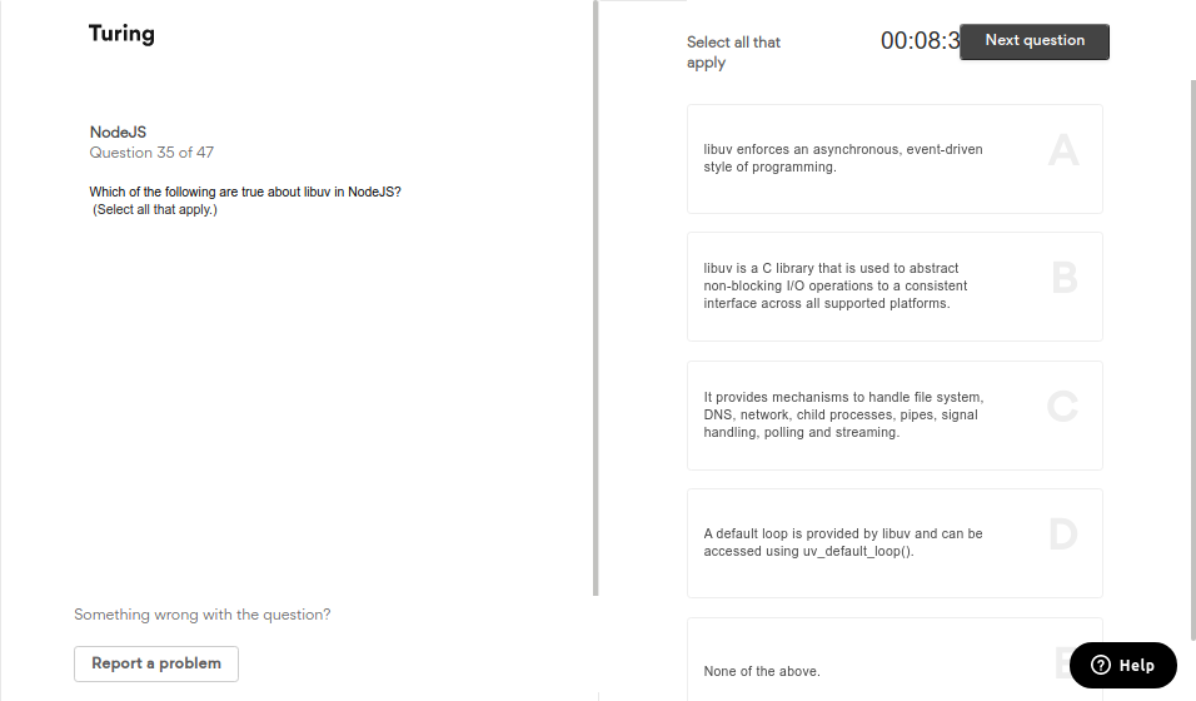 Turing
NodeJS
Question 35 of 47
Which of the following are true about libuv in NodeJS?
(Select all that apply.)
Something wrong with the question?
Report a problem
Select all that
apply
00:08:3
Next question
libuv enforces an asynchronous, event-driven
style of programming.
A
libuv is a C library that is used to abstract
non-blocking I/O operations to a consistent
interface across all supported platforms.
B
It provides mechanisms to handle file system,
DNS, network, child processes, pipes, signal
handling, polling and streaming.
C
A default loop is provided by libuv and can be
accessed using uv_default_loop().
D
None of the above.
E
Help